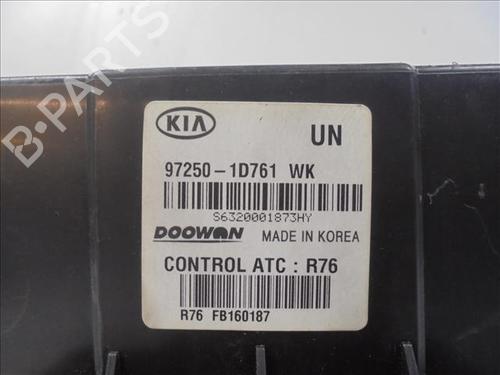 B-PARTS
KIA
UN
97250-1D761 WK
S6320001873HY
DOOWON MADE IN KOREA
CONTROL ATC : R76
R76 FB160187